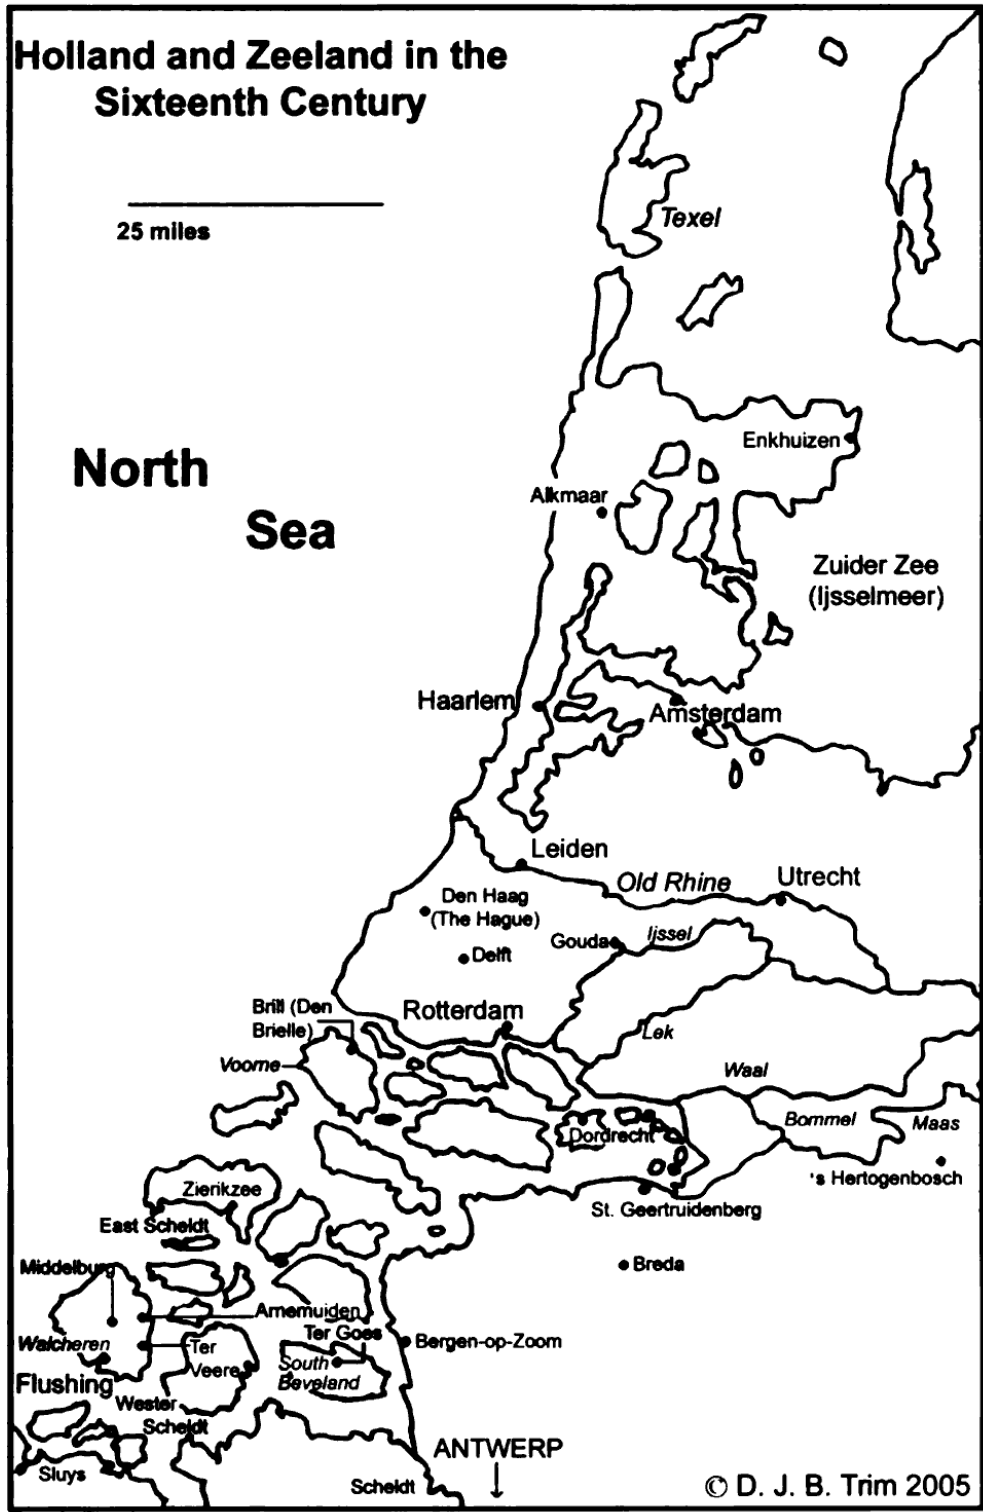 Holland and Zeeland in the
Sixteenth Century
25 miles
Texel
North
Sea
Enkhuizen
Alkmaar
Zuider Zee
(Ijsselmeer)
Haarlem
Amsterdam
Leiden
Old Rhine
Utrecht
Den Haag
(The Hague)
Gouda
Ijssel
Delft
Brill (Den
Brielle)
Rotterdam
Lek
Voorne
Waal
Bommel
Maas
Dordrecht
's Hertogenbosch
Zierikzee
St. Geertruidenberg
East Scheldt
Middelburg
Breda
Arnemuiden
Walcheren
Ter
Veere
Ter Goes
Bergen-op-Zoom
South
Beveland
Flushing
Wester
Scheldt
ANTWERP
Sluys
Scheldt
© D. J. B. Trim 2005